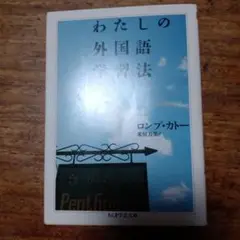 わたしの
外国語
学習法
ロンブ・カトー
米原万里 訳
ちくま学芸文庫